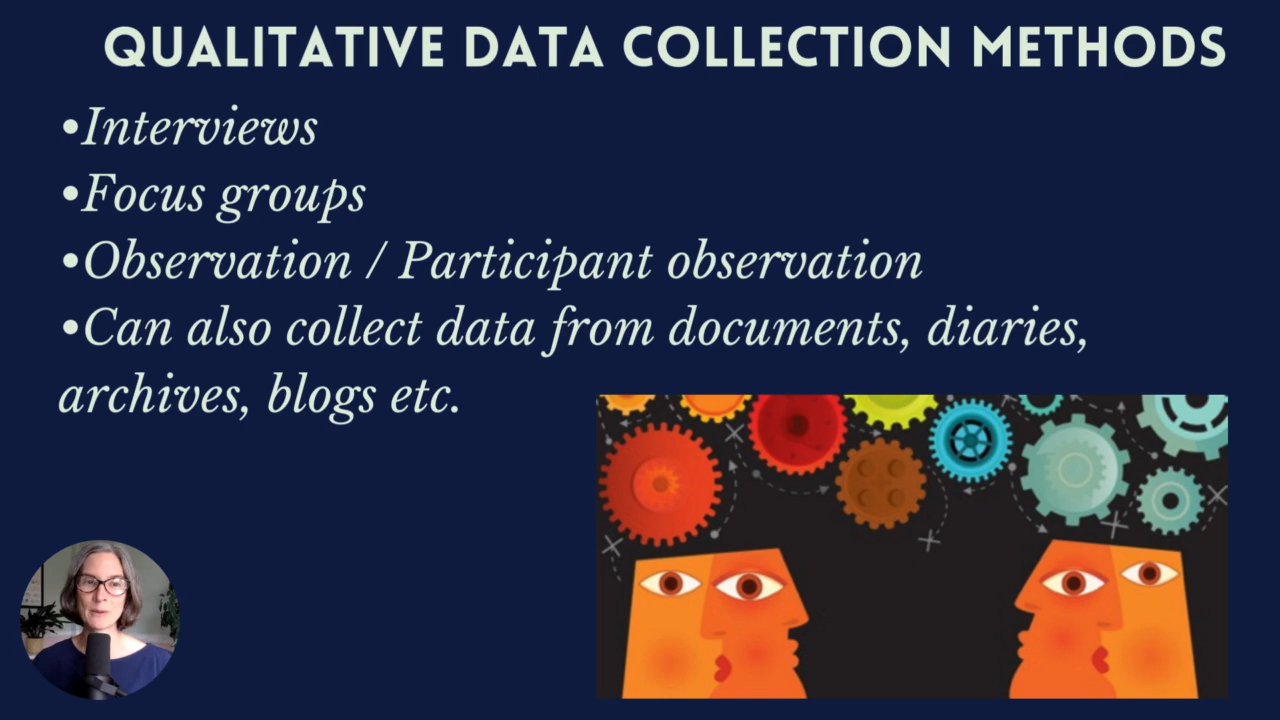 QUALITATIVE DATA COLLECTION METHODS
•Interviews
•Focus groups
•Observation / Participant observation
•Can also collect data from documents, diaries,
archives, blogs etc.